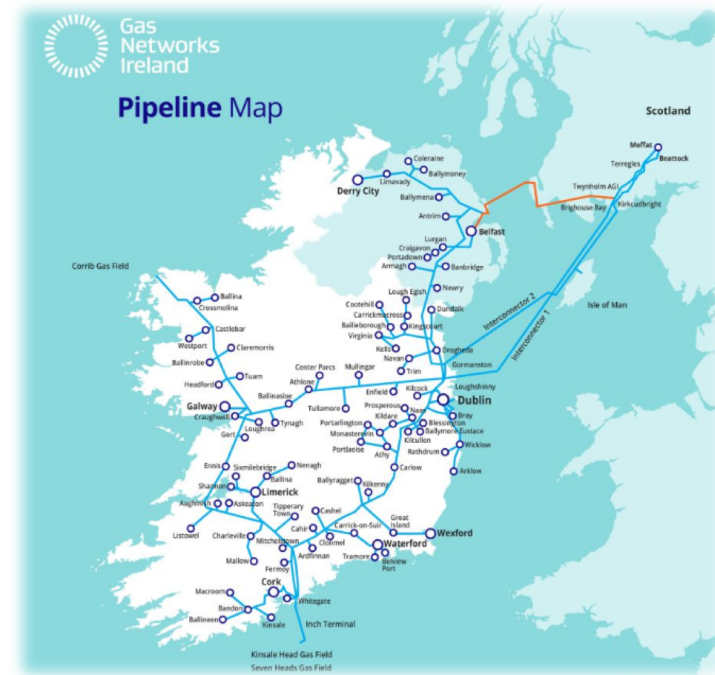 Gas
Networks
Ireland
Pipeline Map
Scotland
Moffat
Beattock
Torregles
Twynholm AGI
Kirkcudbright
Brighouse Bay
Coleraine
Ballymoney
Limavady
Derry City
Ballymena
Antrim
Belfast
Lurgan
Craigavon
Portadown
Armagh
Banbridge
Corrib Gas Field
Newry
Lough Egish
Ballina
Cootehill
Crossmolina
Carrickmacross
Dundalk
Isle of Man
Interconnector 2
Interconnector 1
Bailieborough
Kingscourt
Castlebar
Virginia
Westport
Claremorris
Kells
Drogheda
Navan
Ballinrobe
Gormanston
Center Parcs
Mullingar
Trim
Tuam
Athlone
Headford
Enfield
Kilcock
Loughshinny
Ballinasloe
Dublin
Galway
Tullamore
Prosperous
Naas
Craughwell
Kildare
Bray
Loughrea
Tynagh
Portarlington
Blessington
Gort
Monasterevin
Ballymore Eustace
Kilcullen
Wicklow
Portlaoise
Athy
Rathdrum
Ennis
Sixmilebridge
Nenagh
Carlow
Arklow
Shannon
Ballina
Ballyragget
Kilkenny
Limerick
Aughinish
Askeaton
Tipperary
Town
Cashel
Great
Island
Carrick-on-Suir
Wexford
Listowel
Charleville
Cahir
Clonmel
Waterford
Mitchelstown
Ardfinnan
Tramore
Belview
Port
Mallow
Fermoy
Cork
Macroom
Whitegate
Bandon
Ballineen
Kinsale
Inch Terminal
Kinsale Head Gas Field
Seven Heads Gas Field